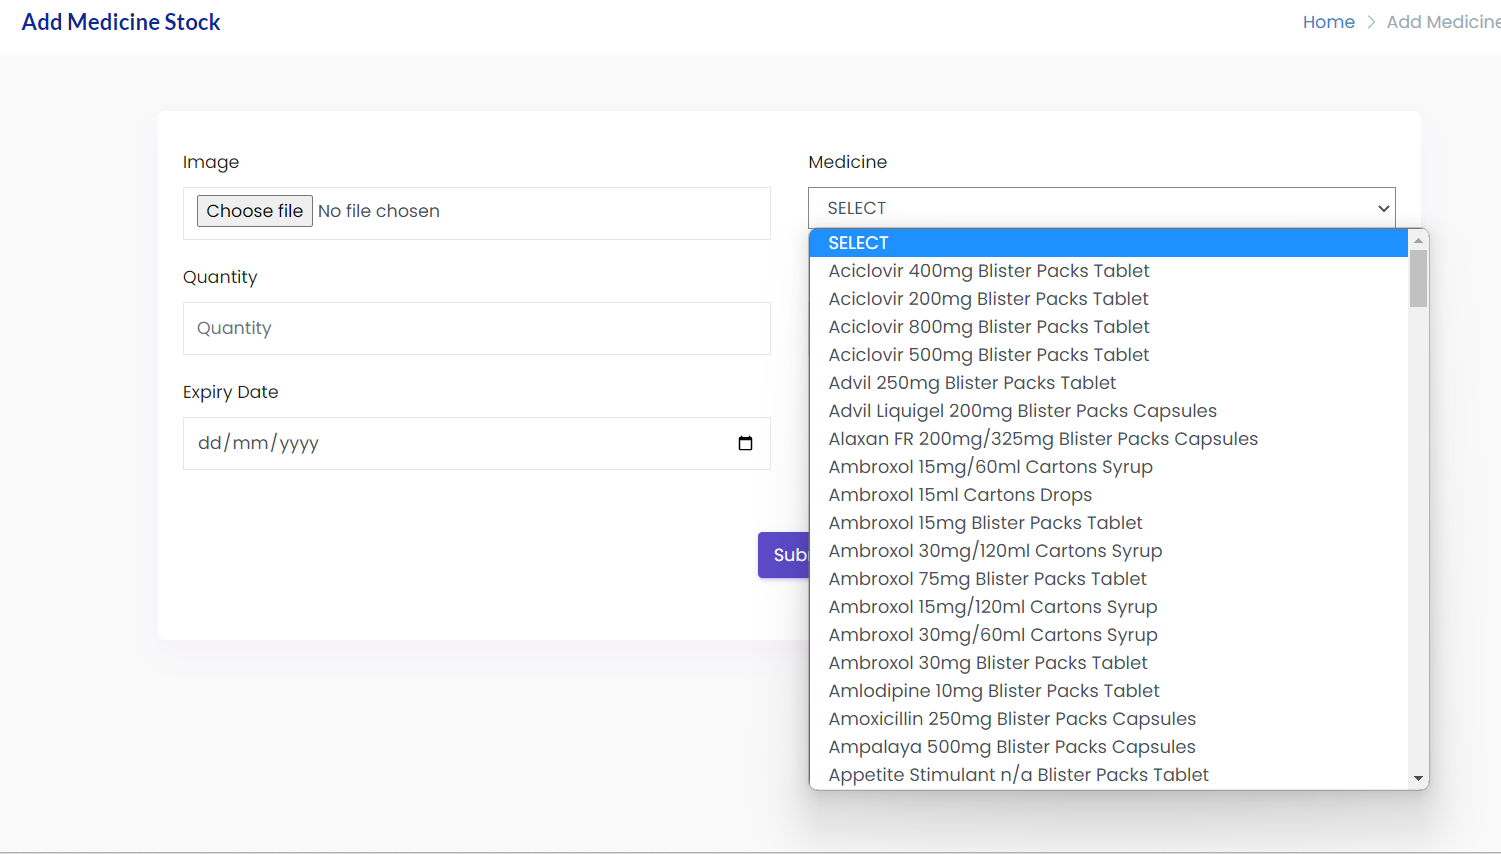 Add Medicine Stock
Home > Add Medicine
Image
Choose file No file chosen
Quantity
Quantity
Expiry Date
dd/mm/yyyy
Medicine
SELECT
SELECT
Aciclovir 400mg Blister Packs Tablet
Aciclovir 200mg Blister Packs Tablet
Aciclovir 800mg Blister Packs Tablet
Aciclovir 500mg Blister Packs Tablet
Advil 250mg Blister Packs Tablet
Advil Liquigel 200mg Blister Packs Capsules
Alaxan FR 200mg/325mg Blister Packs Capsules
Ambroxol 15mg/60ml Cartons Syrup
Ambroxol 15ml Cartons Drops
Ambroxol 15mg Blister Packs Tablet
Ambroxol 30mg/120ml Cartons Syrup
Ambroxol 75mg Blister Packs Tablet
Ambroxol 15mg/120ml Cartons Syrup
Ambroxol 30mg/60ml Cartons Syrup
Ambroxol 30mg Blister Packs Tablet
Amlodipine 10mg Blister Packs Tablet
Amoxicillin 250mg Blister Packs Capsules
Ampalaya 500mg Blister Packs Capsules
Appetite Stimulant n/a Blister Packs Tablet